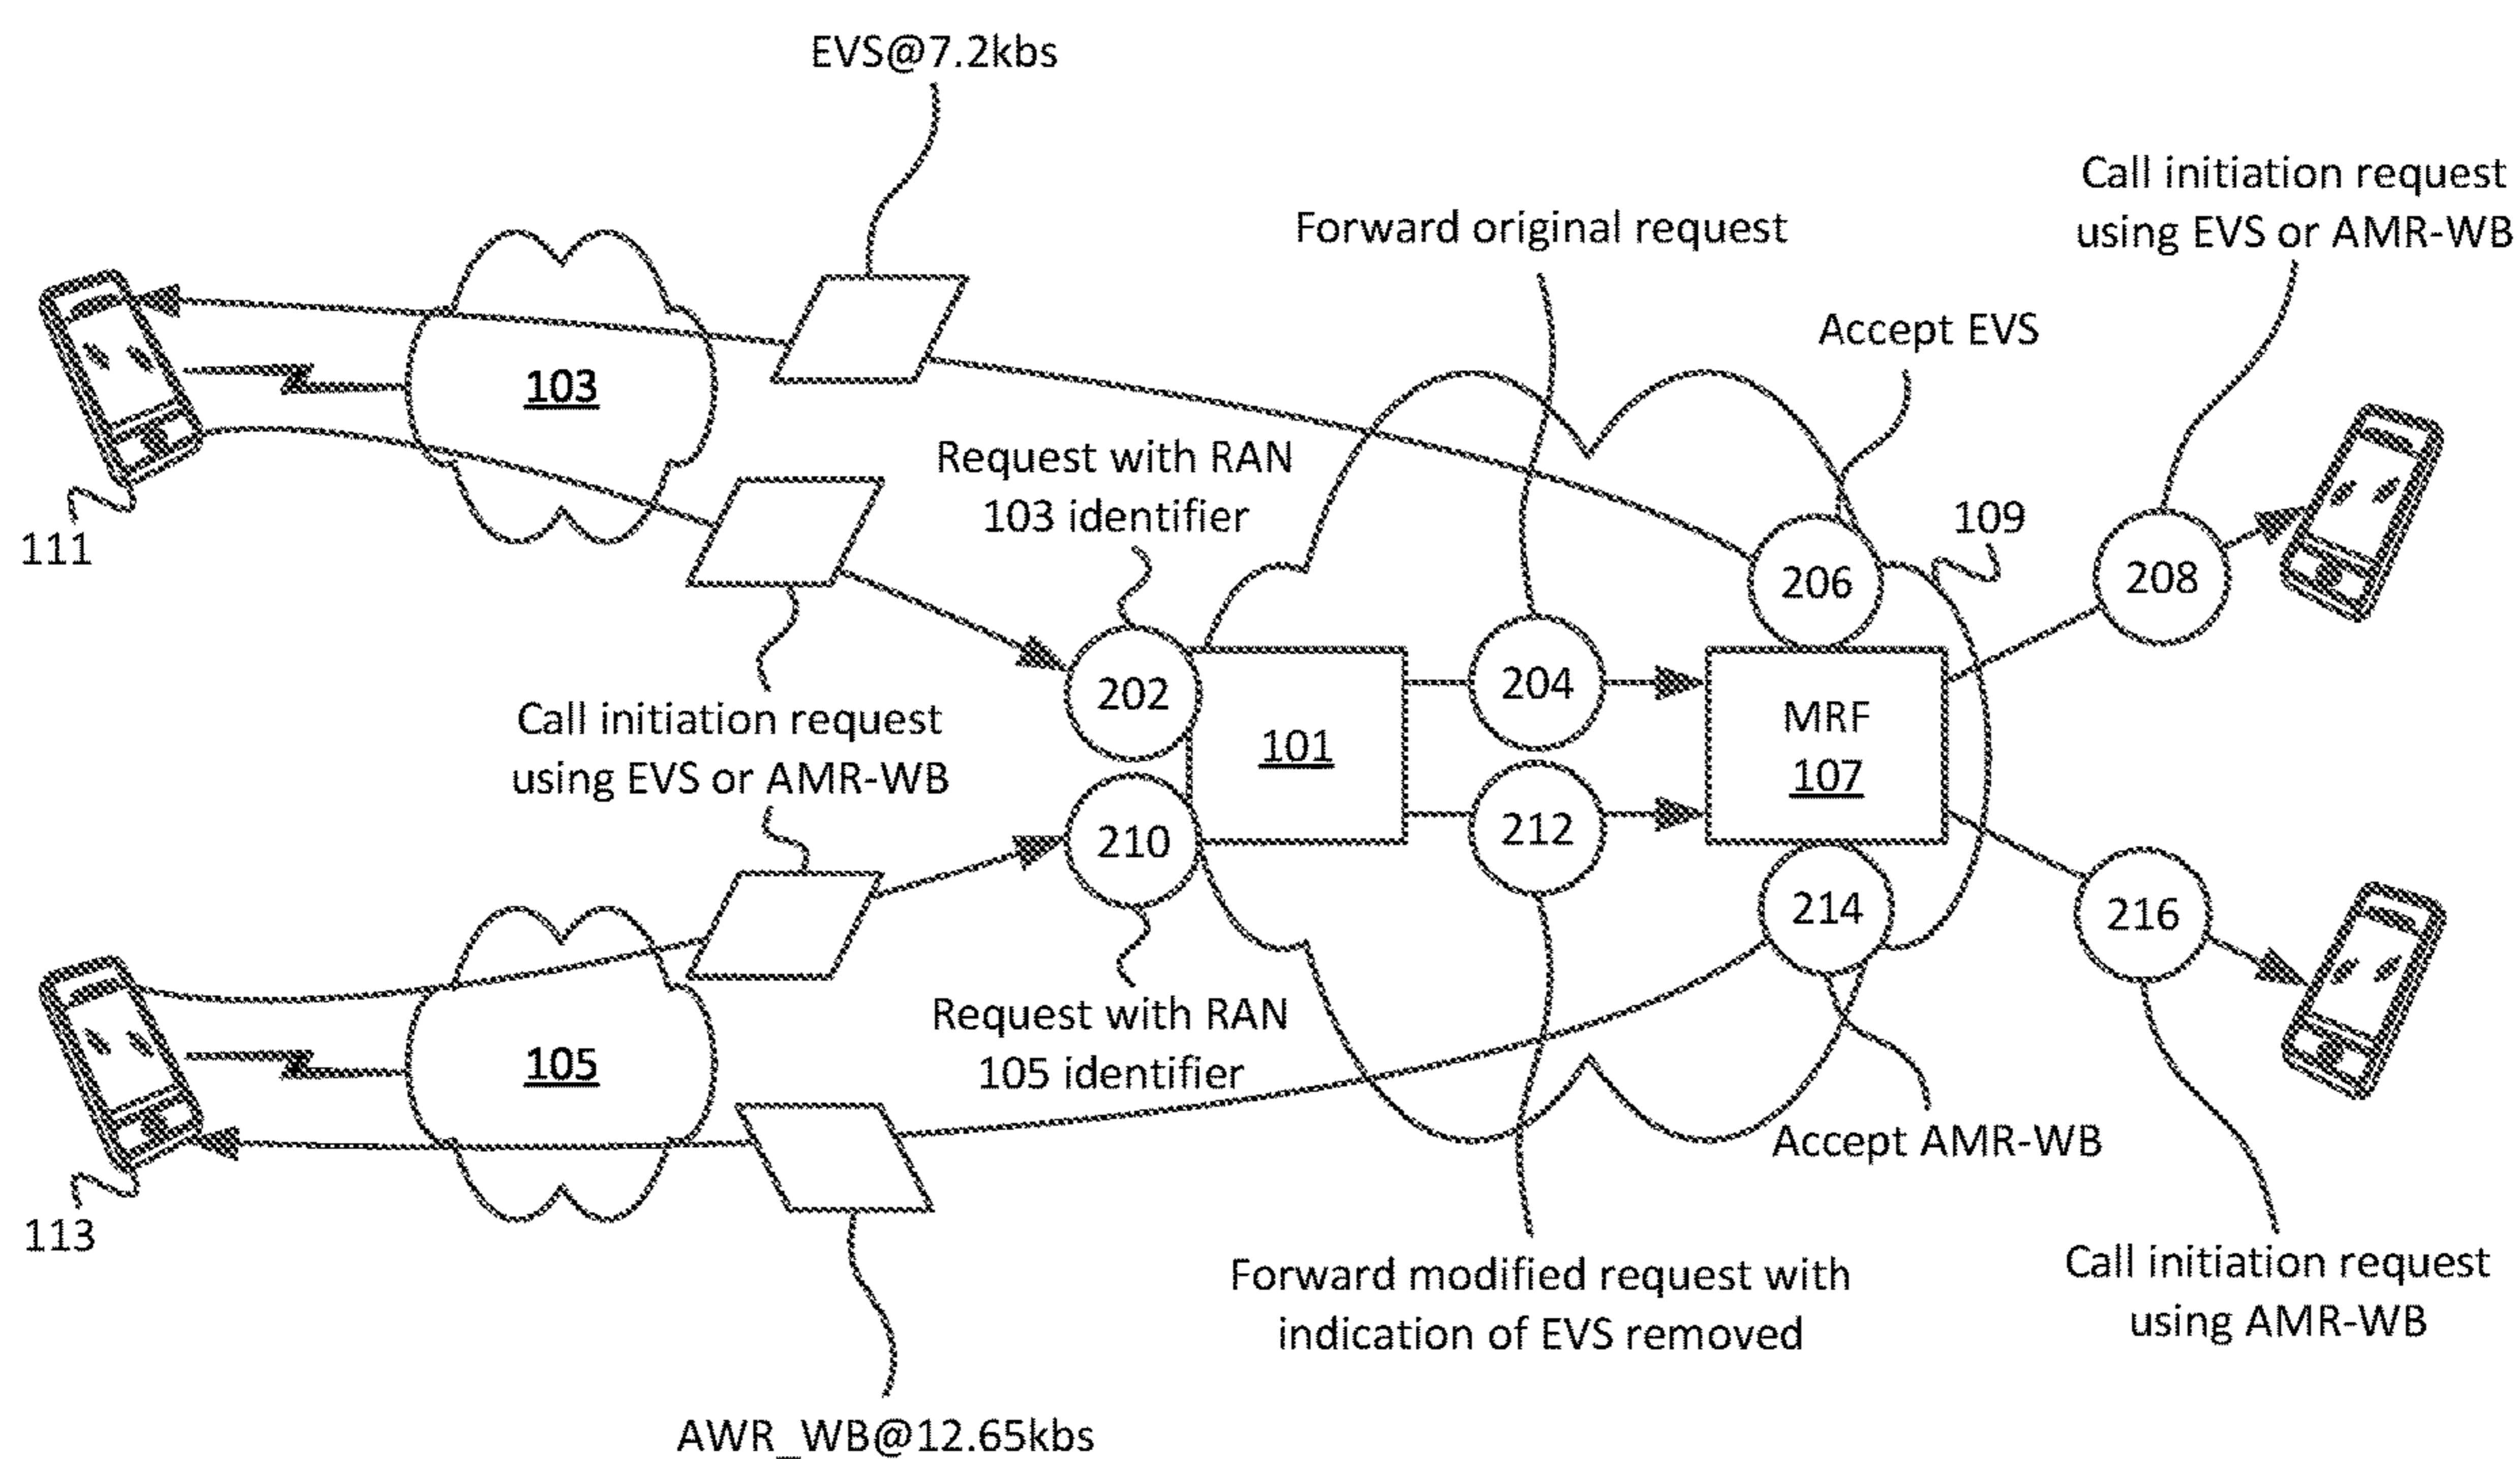 EVS@7.2kbs
Call initiation request
using EVS or AMR-WB
Forward original request
Accept EVS
103
Request with RAN
103 identifier
111
109
206
208
202
204
Call initiation request
using EVS or AMR-WB
101
MRF
107
210
212
214
216
105
Request with RAN
105 identifier
Accept AMR-WB
113
Forward modified request with
indication of EVS removed
Call initiation request
using AMR-WB
AWR_WB@12.65kbs